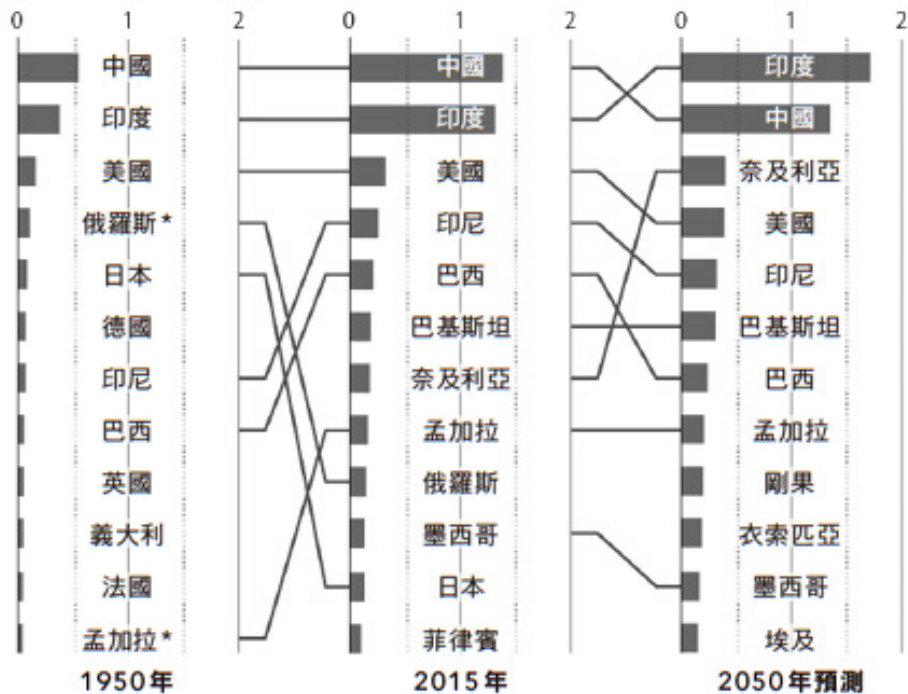 0 1 2 0 1 2 0 1 2
中國 中國 印度
印度 印度 中國
美國 美國 奈及利亞
俄羅斯* 印尼 美國
日本 巴西 印尼
德國 巴基斯坦 巴基斯坦
印尼 奈及利亞 巴西
巴西 孟加拉 孟加拉
英國 俄羅斯 剛果
義大利 墨西哥 衣索匹亞
法國 日本 墨西哥
孟加拉* 菲律賓 埃及
1950年 2015年 2050年預測